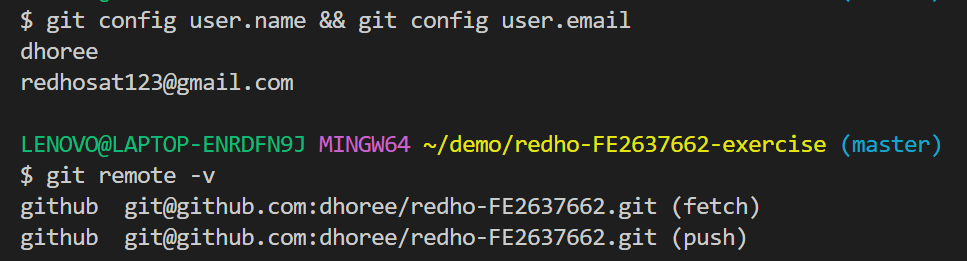 $ git config user.name && git config user.email
dhoree
redhosat123@gmail.com
LENOVO@LAPTOP-ENRDFN9J MINGW64 ~/demo/redho-FE2637662-exercise (master)
$ git remote -v
github  git@github.com:dhoree/redho-FE2637662.git (fetch)
github  git@github.com:dhoree/redho-FE2637662.git (push)